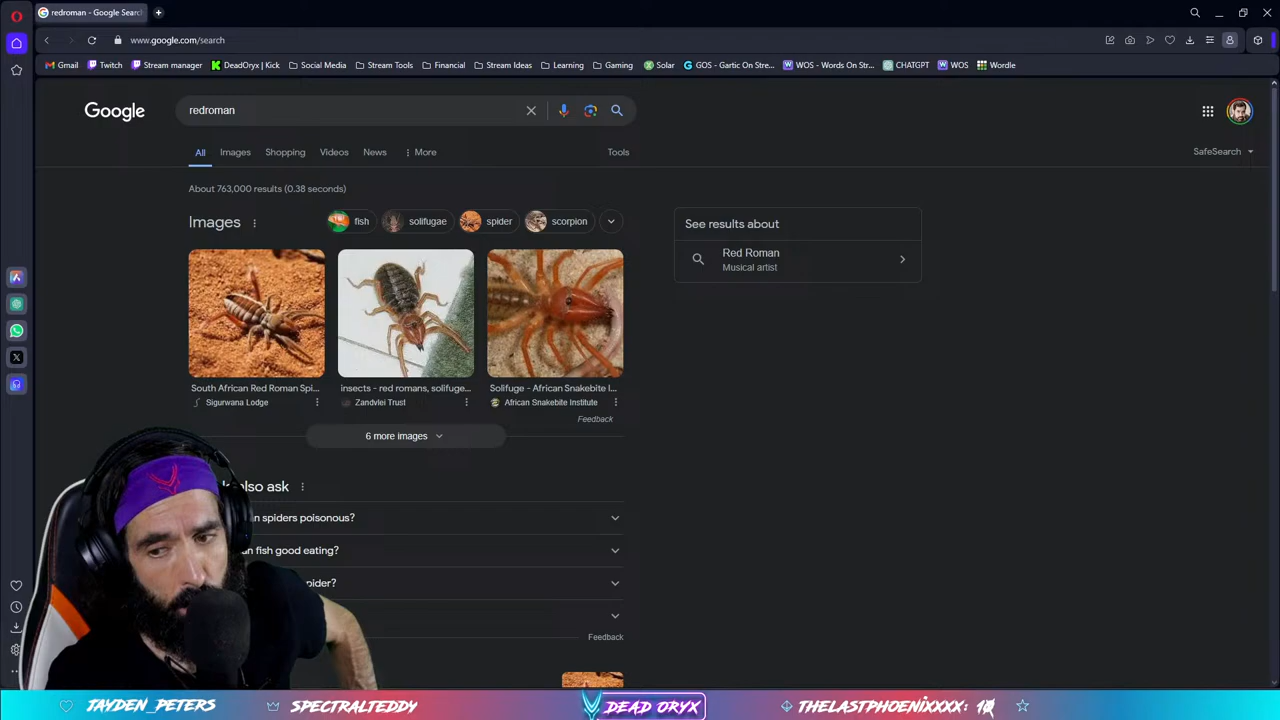 redroman - Google Search
www.google.com/search
Gmail
Twitch
Stream manager
DeadOryx | Kick
Social Media
Stream Tools
Financial
Stream Ideas
Learning
Gaming
Solar
GOS - Gartic On Stre...
WOS - Words On Str...
CHATGPT
WOS
Wordle
Google
redroman
All
Images
Shopping
Videos
News
More
Tools
SafeSearch
About 763,000 results (0.38 seconds)
Images
fish
solifugae
spider
scorpion
See results about
Red Roman
Musical artist
South African Red Roman Spi...
insects - red romans, solifuge...
Solifuge - African Snakebite I...
Sigurwana Lodge
Zandvlei Trust
African Snakebite Institute
Feedback
6 more images
also ask
an spiders poisonous?
an fish good eating?
pider?
Feedback
JAYDEN_PETERS
SPECTRALTEDDY
DEAD ORYX
THELASTPHOENIXXXX: